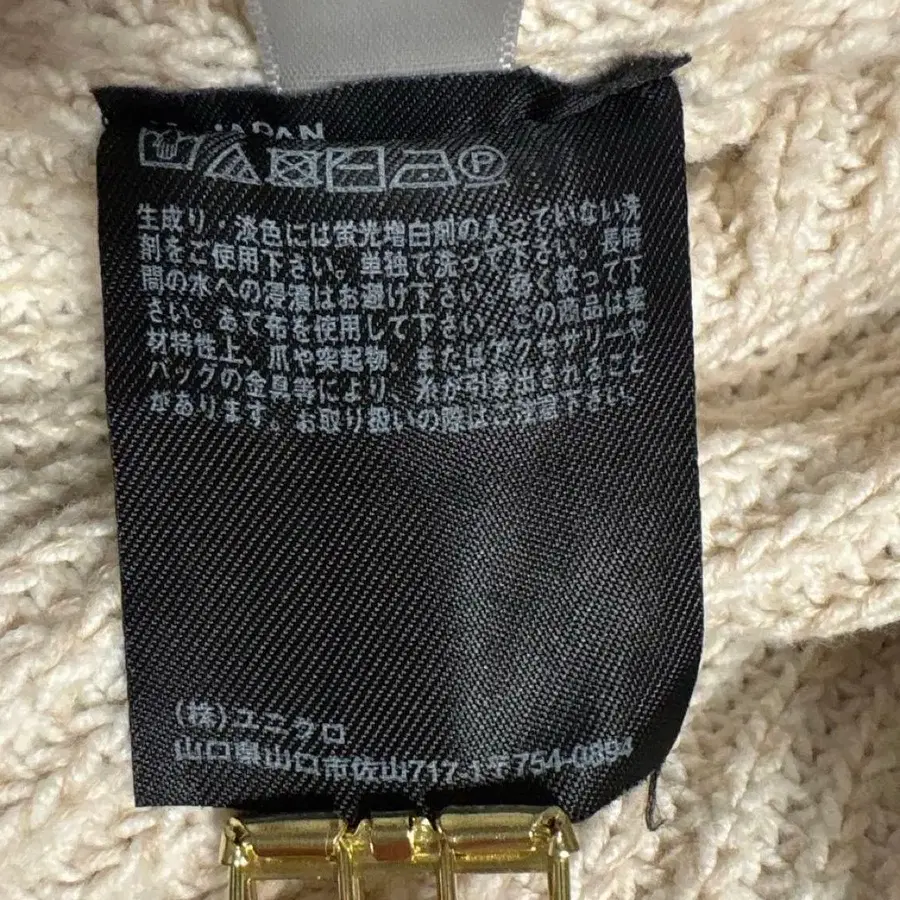 JAPAN
P
生成り・淡色には蛍光増白剤の入っていない洗
剤をご使用下さい。単独で洗って下さい。長時
間の水への浸漬はお避け下さい。軽く絞って下
さい。あて布を使用して下さい。この商品は素
材特性上、爪や突起物、またはアクセサリーや
バッグの金具等により、糸が引き出されること
があります。お取り扱いの際はご注意下さい。
(株)ユニクロ
山口県山口市佐山717-1〒754-0894